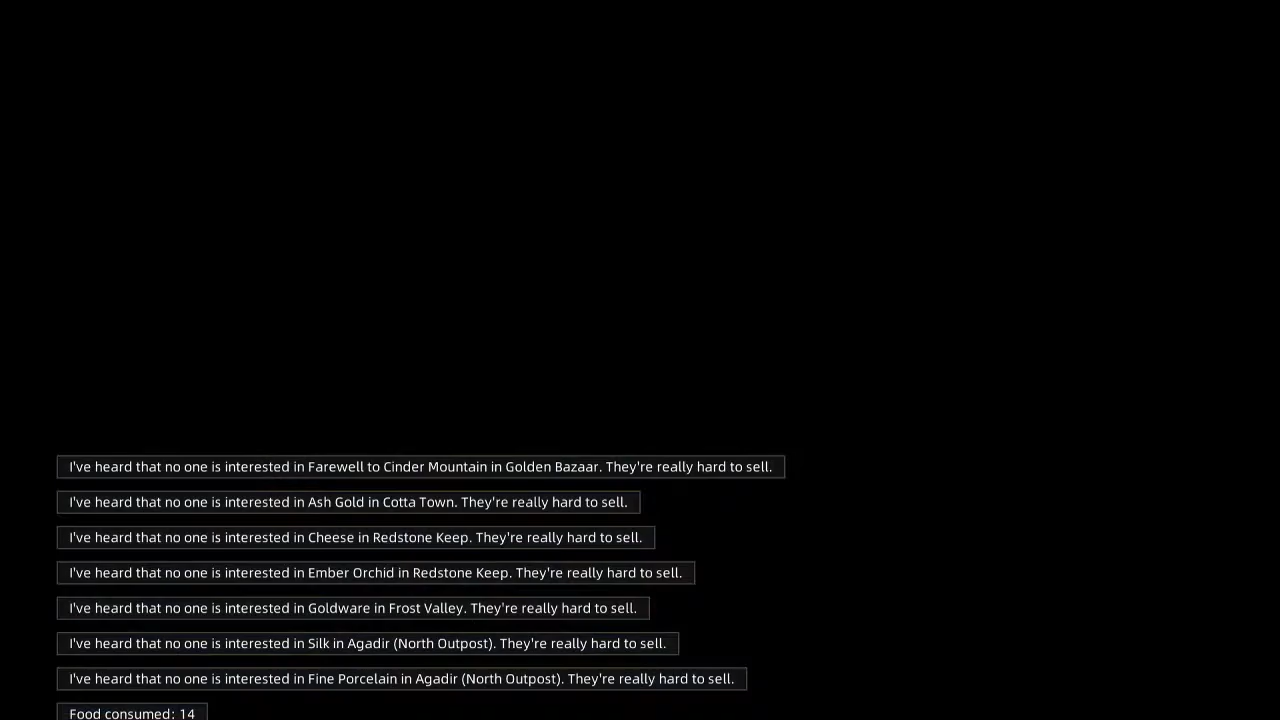 I've heard that no one is interested in Farewell to Cinder Mountain in Golden Bazaar. They're really hard to sell.
I've heard that no one is interested in Ash Gold in Cotta Town. They're really hard to sell.
I've heard that no one is interested in Cheese in Redstone Keep. They're really hard to sell.
I've heard that no one is interested in Ember Orchid in Redstone Keep. They're really hard to sell.
I've heard that no one is interested in Goldware in Frost Valley. They're really hard to sell.
I've heard that no one is interested in Silk in Agadir (North Outpost). They're really hard to sell.
I've heard that no one is interested in Fine Porcelain in Agadir (North Outpost). They're really hard to sell.
Food consumed: 14